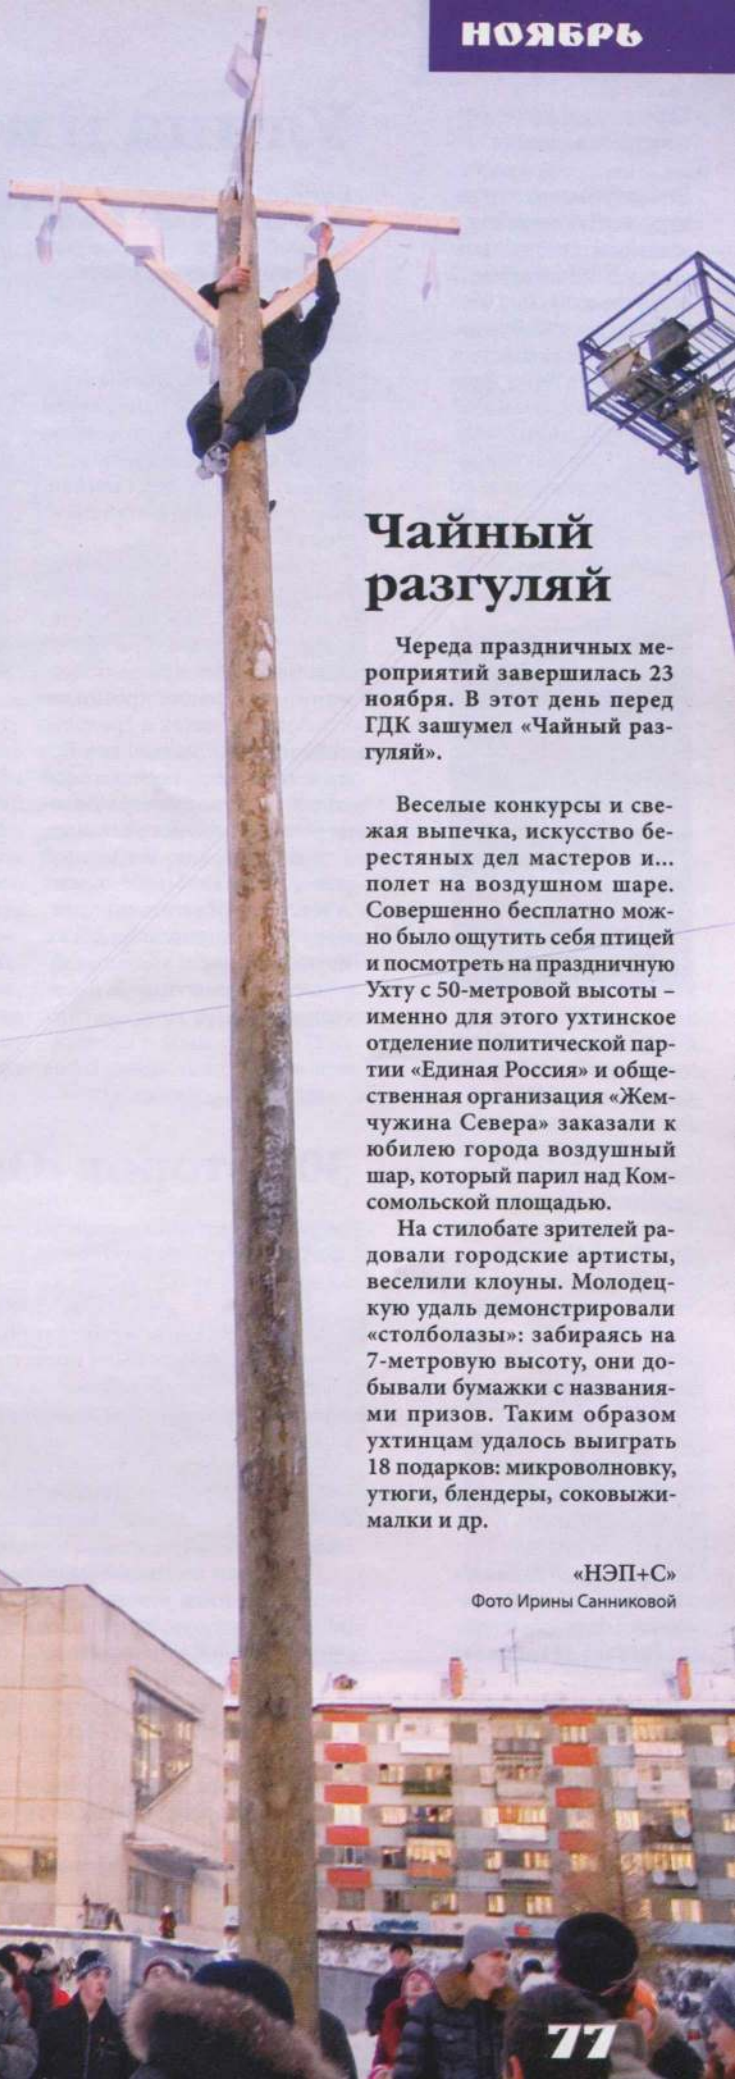 НОЯБРЬ
Чайный
разгуляй
Череда праздничных ме-
роприятий завершилась 23
ноября. В этот день перед
ГДК зашумел «Чайный раз-
гуляй».
Веселые конкурсы и све-
жая выпечка, искусство бе-
рестяных дел мастеров и...
полет на воздушном шаре.
Совершенно бесплатно мож-
но было ощутить себя птицей
и посмотреть на праздничную
Ухту с 50-метровой высоты –
именно для этого ухтинское
отделение политической пар-
тии «Единая Россия» и обще-
ственная организация «Жем-
чужина Севера» заказали к
юбилею города воздушный
шар, который парил над Ком-
сомольской площадью.
На стилобате зрителей ра-
довали городские артисты,
веселили клоуны. Молодец-
кую удаль демонстрировали
«столболазы»: забираясь на
7-метровую высоту, они до-
бывали бумажки с названия-
ми призов. Таким образом
ухтинцам удалось выиграть
18 подарков: микроволновку,
утюги, блендеры, соковыжи-
малки и др.
«НЭП+С»
Фото Ирины Санниковой
77